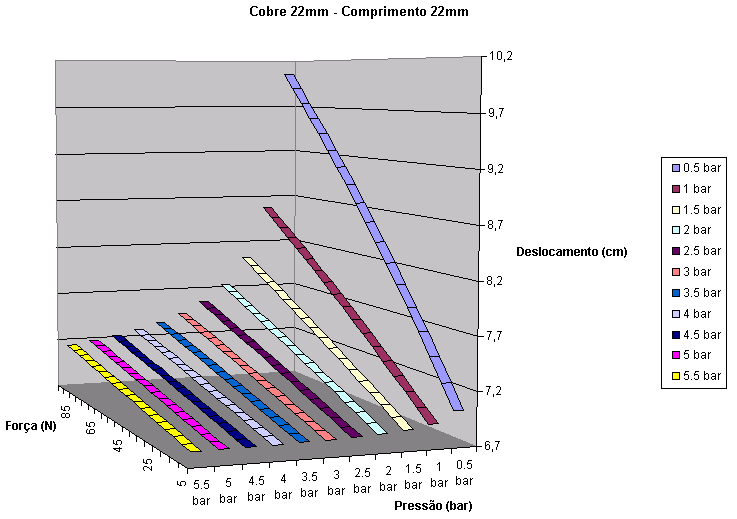 Cobre 22mm - Comprimento 22mm
10,2
9,7
9,2
8,7
8,2
7,7
7,2
6,7
Deslocamento (cm)
0.5 bar
1 bar
1.5 bar
2 bar
2.5 bar
3 bar
3.5 bar
4 bar
4.5 bar
5 bar
5.5 bar
Força (N)
85
65
45
25
5
5.5 bar
5 bar
4.5 bar
4 bar
3.5 bar
3 bar
2.5 bar
2 bar
1.5 bar
1 bar
0.5 bar
Pressão (bar)